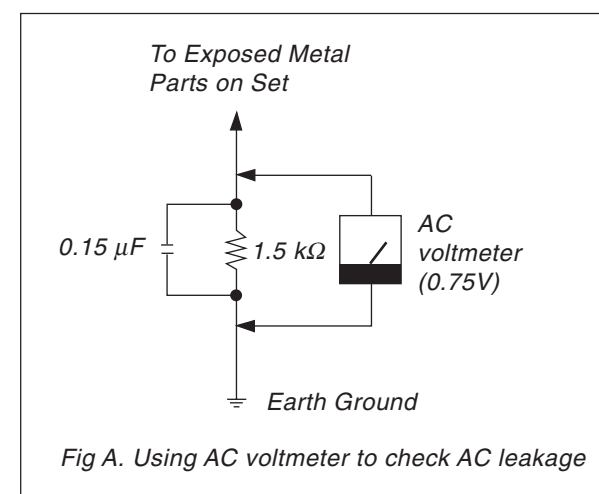 To Exposed Metal
Parts on Set
0.15 μF
1.5 kΩ
AC
voltmeter
(0.75V)
Earth Ground
Fig A. Using AC voltmeter to check AC leakage